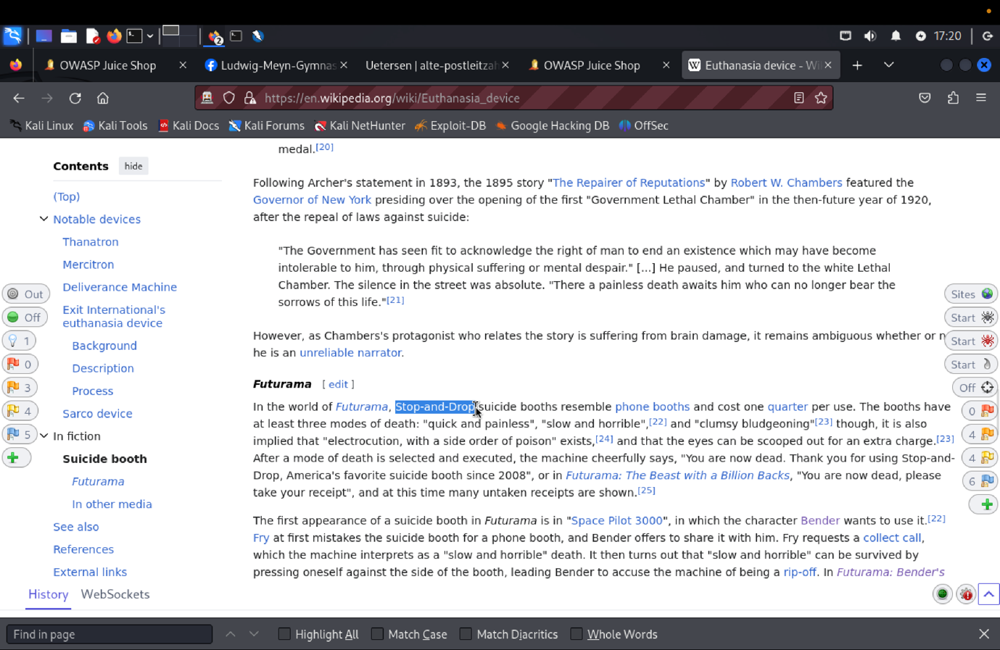 17:20
OWASP Juice Shop
Ludwig-Meyn-Gymnas
Uetersen | alte-postleitzah
OWASP Juice Shop
Euthanasia device - Wi
https://en.wikipedia.org/wiki/Euthanasia_device
Kali Linux
Kali Tools
Kali Docs
Kali Forums
Kali NetHunter
Exploit-DB
Google Hacking DB
OffSec
Contents
hide
(Top)
Notable devices
Thanatron
Mercitron
Deliverance Machine
Exit International's
euthanasia device
Background
Description
Process
Sarco device
In fiction
Suicide booth
Futurama
In other media
See also
References
External links
Out
Off
1
0
3
4
5
medal.[20]
Following Archer's statement in 1893, the 1895 story "The Repairer of Reputations" by Robert W. Chambers featured the
Governor of New York presiding over the opening of the first "Government Lethal Chamber" in the then-future year of 1920,
after the repeal of laws against suicide:
"The Government has seen fit to acknowledge the right of man to end an existence which may have become
intolerable to him, through physical suffering or mental despair." [...] He paused, and turned to the white Lethal
Chamber. The silence in the street was absolute. "There a painless death awaits him who can no longer bear the
sorrows of this life."[21]
However, as Chambers's protagonist who relates the story is suffering from brain damage, it remains ambiguous whether or n
he is an unreliable narrator.
Futurama [ edit ]
In the world of Futurama, Stop-and-Drop suicide booths resemble phone booths and cost one quarter per use. The booths have
at least three modes of death: "quick and painless", "slow and horrible",[22] and "clumsy bludgeoning"[23] though, it is also
implied that "electrocution, with a side order of poison" exists,[24] and that the eyes can be scooped out for an extra charge.[23]
After a mode of death is selected and executed, the machine cheerfully says, "You are now dead. Thank you for using Stop-and-
Drop, America's favorite suicide booth since 2008", or in Futurama: The Beast with a Billion Backs, "You are now dead, please
take your receipt", and at this time many untaken receipts are shown.[25]
The first appearance of a suicide booth in Futurama is in "Space Pilot 3000", in which the character Bender wants to use it.[22]
Fry at first mistakes the suicide booth for a phone booth, and Bender offers to share it with him. Fry requests a collect call,
which the machine interprets as a "slow and horrible" death. It then turns out that "slow and horrible" can be survived by
pressing oneself against the side of the booth, leading Bender to accuse the machine of being a rip-off. In Futurama: Bender's
Sites
Start
Start
Start
Off
0
4
4
6
History
WebSockets
Find in page
Highlight All
Match Case
Match Diacritics
Whole Words